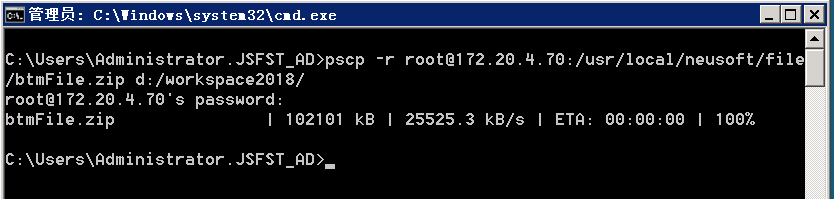 管理员: C:\Windows\system32\cmd.exe
C:\Users\Administrator.JSFST_AD>pscp -r root@172.20.4.70:/usr/local/neusoft/file
/btmFile.zip d:/workspace2018/
root@172.20.4.70's password:
btmFile.zip | 102101 kB | 25525.3 kB/s | ETA: 00:00:00 | 100%
C:\Users\Administrator.JSFST_AD>_